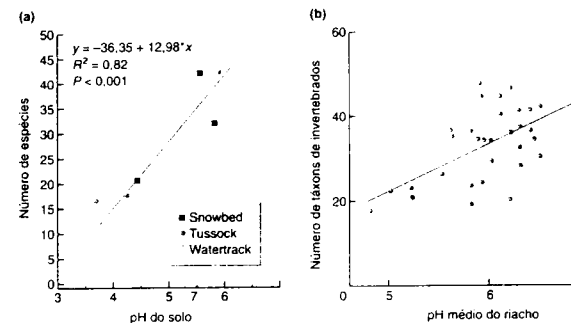 (a)
y = –36,35 + 12,98*x
R² = 0,82
P < 0,001
Número de espécies
50
45
40
35
30
25
20
15
10
5
0
Snowbed
Tussock
Watertrack
3
4
5
7
6
pH do solo
(b)
Número de táxons de invertebrados
60
40
20
0
5
6
pH médio do riacho